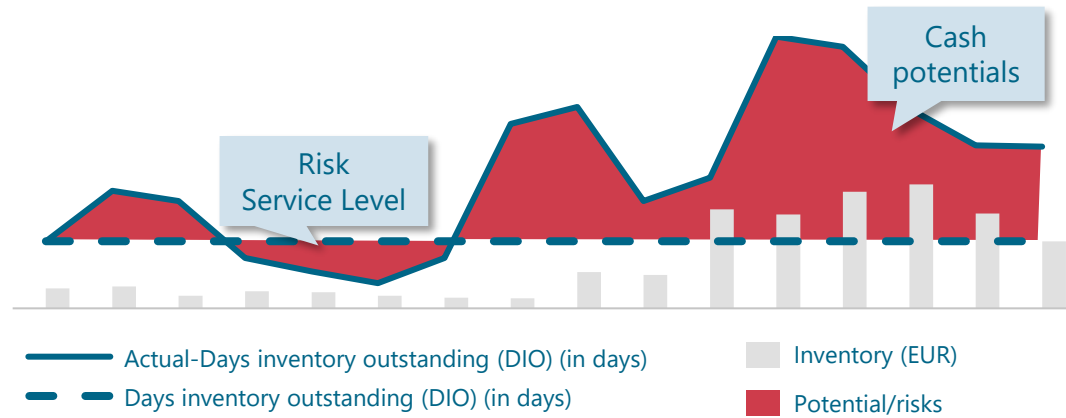 Cash
potentials
Risk
Service Level
Actual-Days inventory outstanding (DIO) (in days)
Days inventory outstanding (DIO) (in days)
Inventory (EUR)
Potential/risks